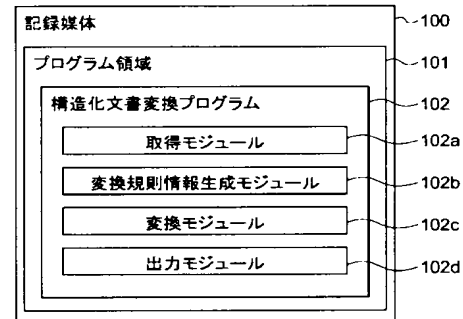 記録媒体 100
プログラム領域 101
構造化文書変換プログラム 102
取得モジュール 102a
変換規則情報生成モジュール 102b
変換モジュール 102c
出力モジュール 102d